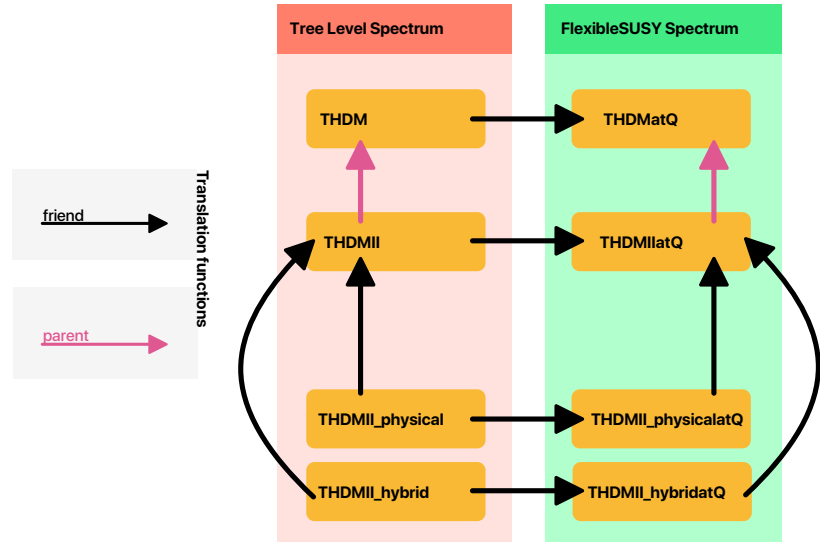 Tree Level Spectrum
FlexibleSUSY Spectrum
THDM
THDMatQ
Translation functions
friend
THDMII
THDMIIatQ
parent
THDMII_physical
THDMII_physicalatQ
THDMII_hybrid
THDMII_hybridatQ